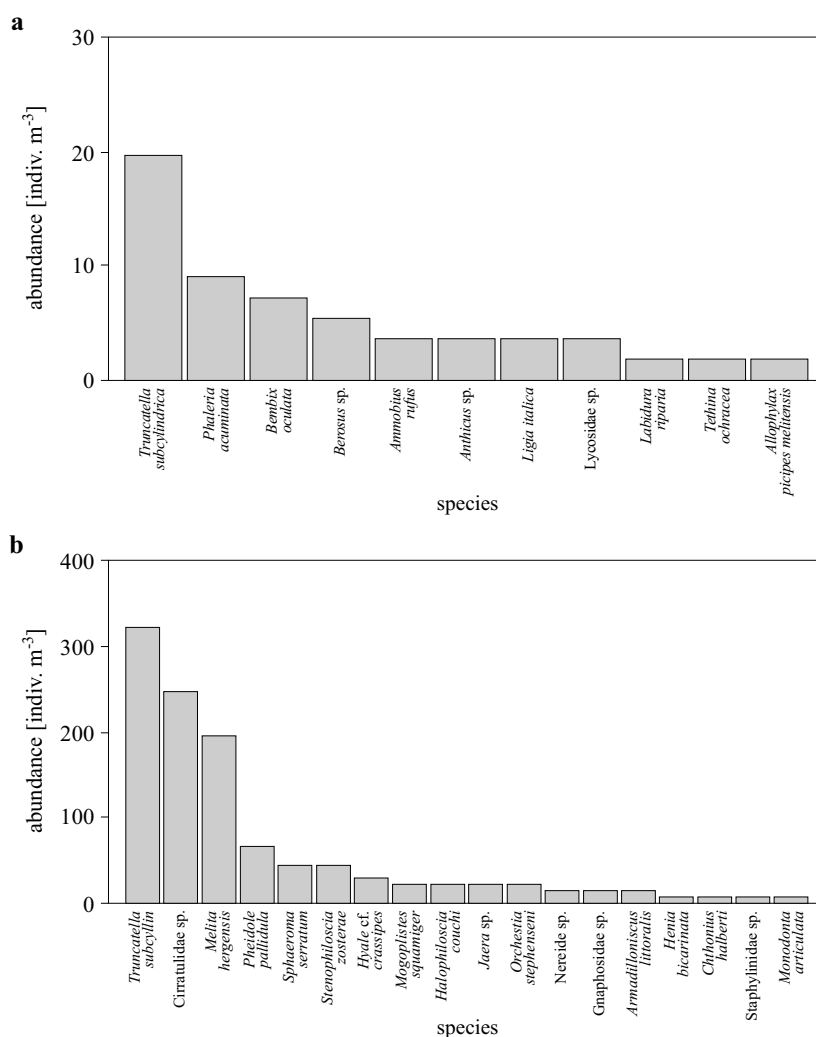 a
abundance [indiv. m⁻³]
30
20
10
0
Truncatella
subcylindrica
Phaleria
acuminata
Bembix
oculata
Berosus sp.
Ammobius
rufus
Anthicus sp.
Ligia italica
Lycosidae sp.
Labidura
riparia
Tethina
ochracea
Allophylax
picipes melitensis
species
b
abundance [indiv. m⁻³]
400
300
200
100
0
Truncatella
subcyllin
Cirratulidae sp.
Melita
hergensis
Pheidole
pallidula
Sphaeroma
serratum
Stenophiloscia
zosterae
Hyale cf.
crassipes
Mogoplistes
squamiger
Halophiloscia
couchi
Jaera sp.
Orchestia
stephenseni
Nereide sp.
Gnaphosidae sp.
Armadilloniscus
littoralis
Henia
bicarinata
Chthonius
halberti
Staphylinidae sp.
Monodonta
articulata
species